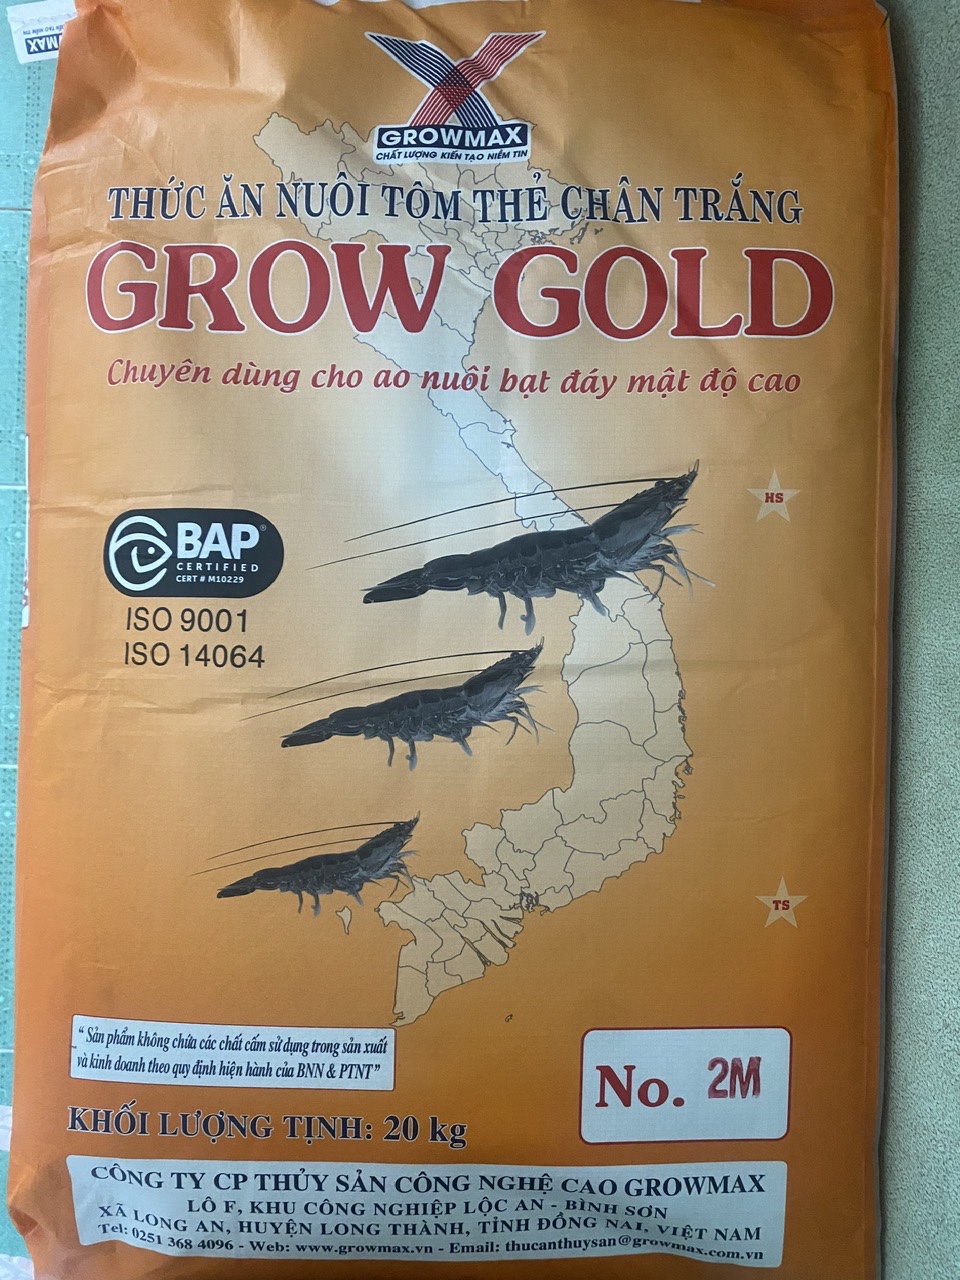 GROWMAX
CHẤT LƯỢNG KIẾN TẠO NIỀM TIN
THỨC ĂN NUÔI TÔM THẺ CHÂN TRẮNG
GROW GOLD
Chuyên dùng cho ao nuôi bạt đáy mật độ cao
HS
BAP®
CERTIFIED
CERT # M10229
ISO 9001
ISO 14064
TS
“ Sản phẩm không chứa các chất cấm sử dụng trong sản xuất
và kinh doanh theo quy định hiện hành của BNN & PTNT”
No. 2M
KHỐI LƯỢNG TỊNH: 20 kg
CÔNG TY CP THỦY SẢN CÔNG NGHỆ CAO GROWMAX
LÔ F, KHU CÔNG NGHIỆP LỘC AN - BÌNH SƠN
XÃ LONG AN, HUYỆN LONG THÀNH, TỈNH ĐỒNG NAI, VIỆT NAM
Tel: 0251 368 4096 - Web: www.growmax.vn - Email: thucanthuysan@growmax.com.vn